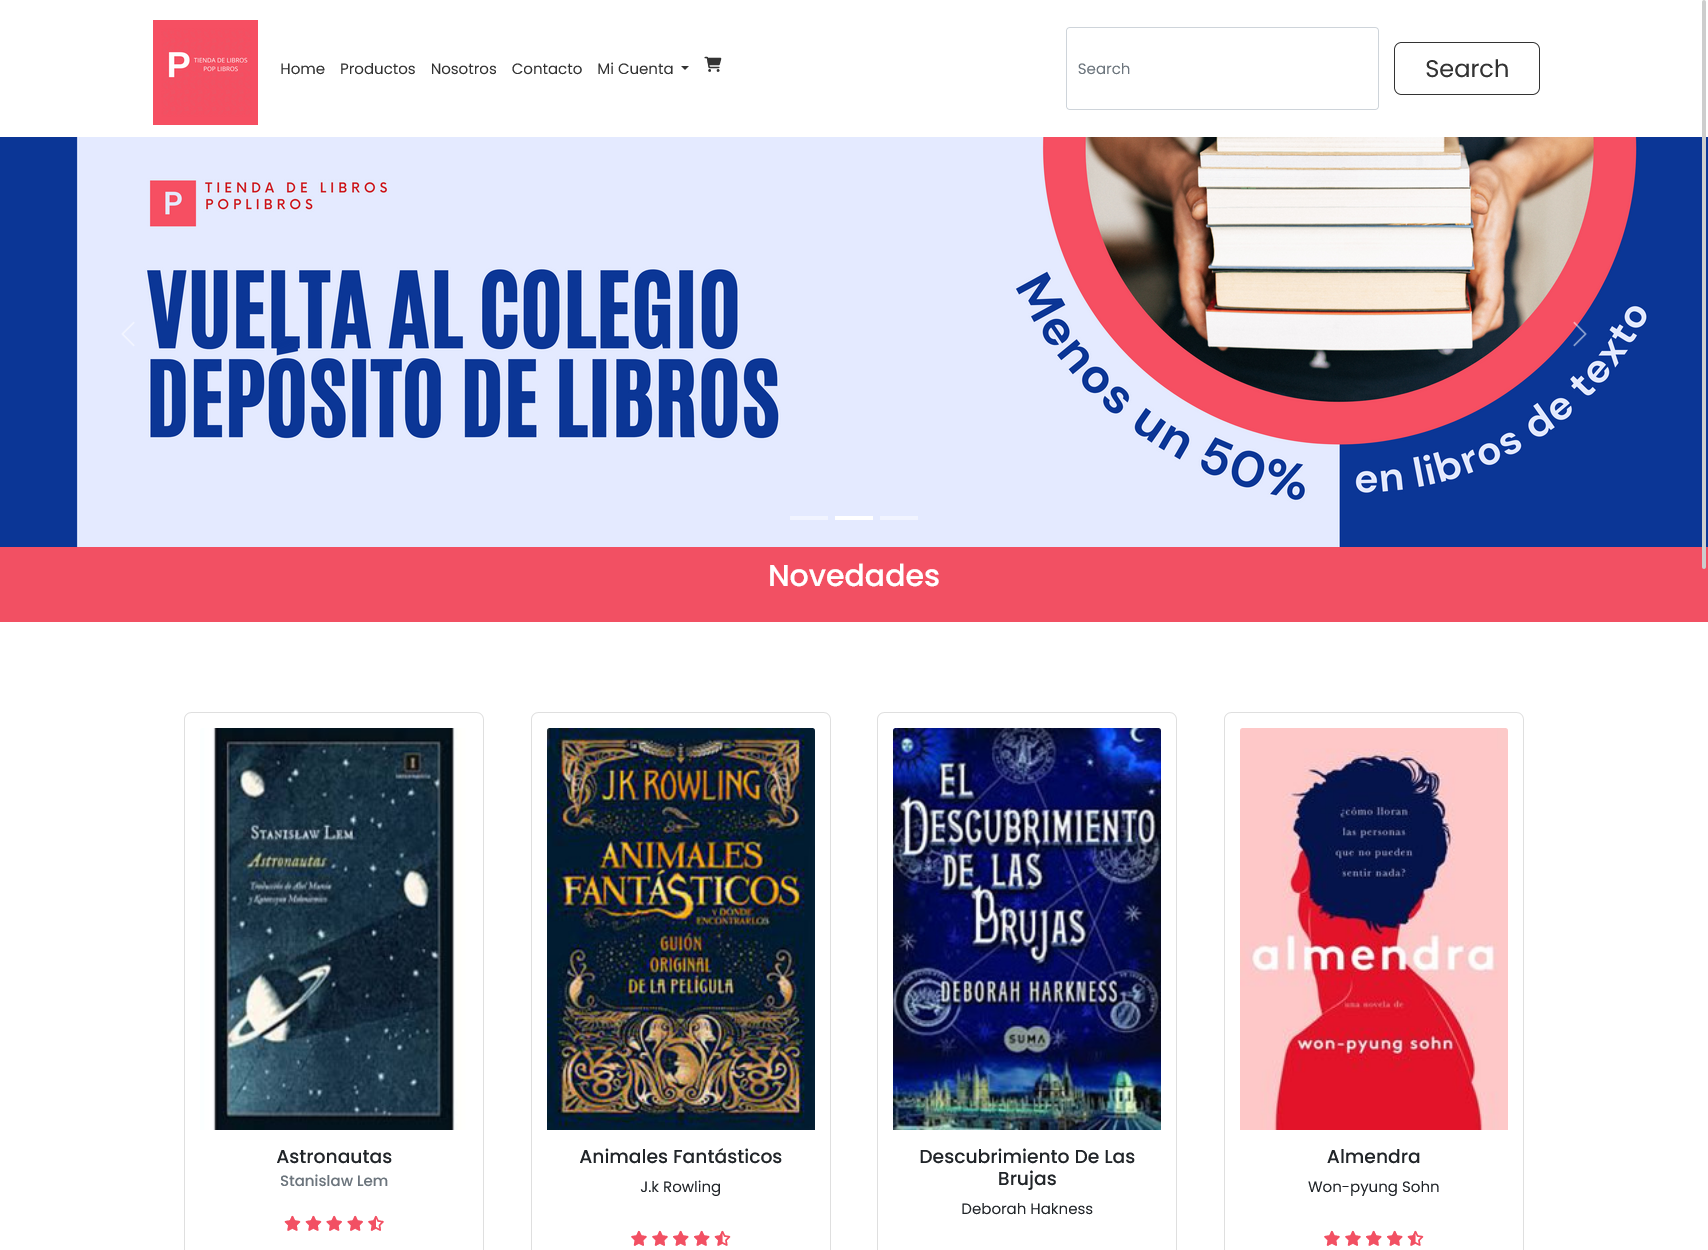 P TIENDA DE LIBROS
POP LIBROS
Home Productos Nosotros Contacto Mi Cuenta
Search
Search
P TIENDA DE LIBROS
POPLIBROS
VUELTA AL COLEGIO
DEPÓSITO DE LIBROS
Menos un 50%
en libros de texto
Novedades
STANISŁAW LEM
Astronautas
Traducción de Abel Murcia
J.K ROWLING
ANIMALES
FANTÁSTICOS
Y DÓNDE
ENCONTRARLOS
GUIÓN
ORIGINAL
DE LA PELÍCULA
EL
DESCUBRIMIENTO
DE LAS
BRUJAS
DEBORAH HARKNESS
SUMA
¿cómo lloran
las personas
que no pueden
sentir nada?
almendra
una novela de
won-pyung sohn
Astronautas
Stanislaw Lem
Animales Fantásticos
J.k Rowling
Descubrimiento De Las
Brujas
Deborah Hakness
Almendra
Won-pyung Sohn